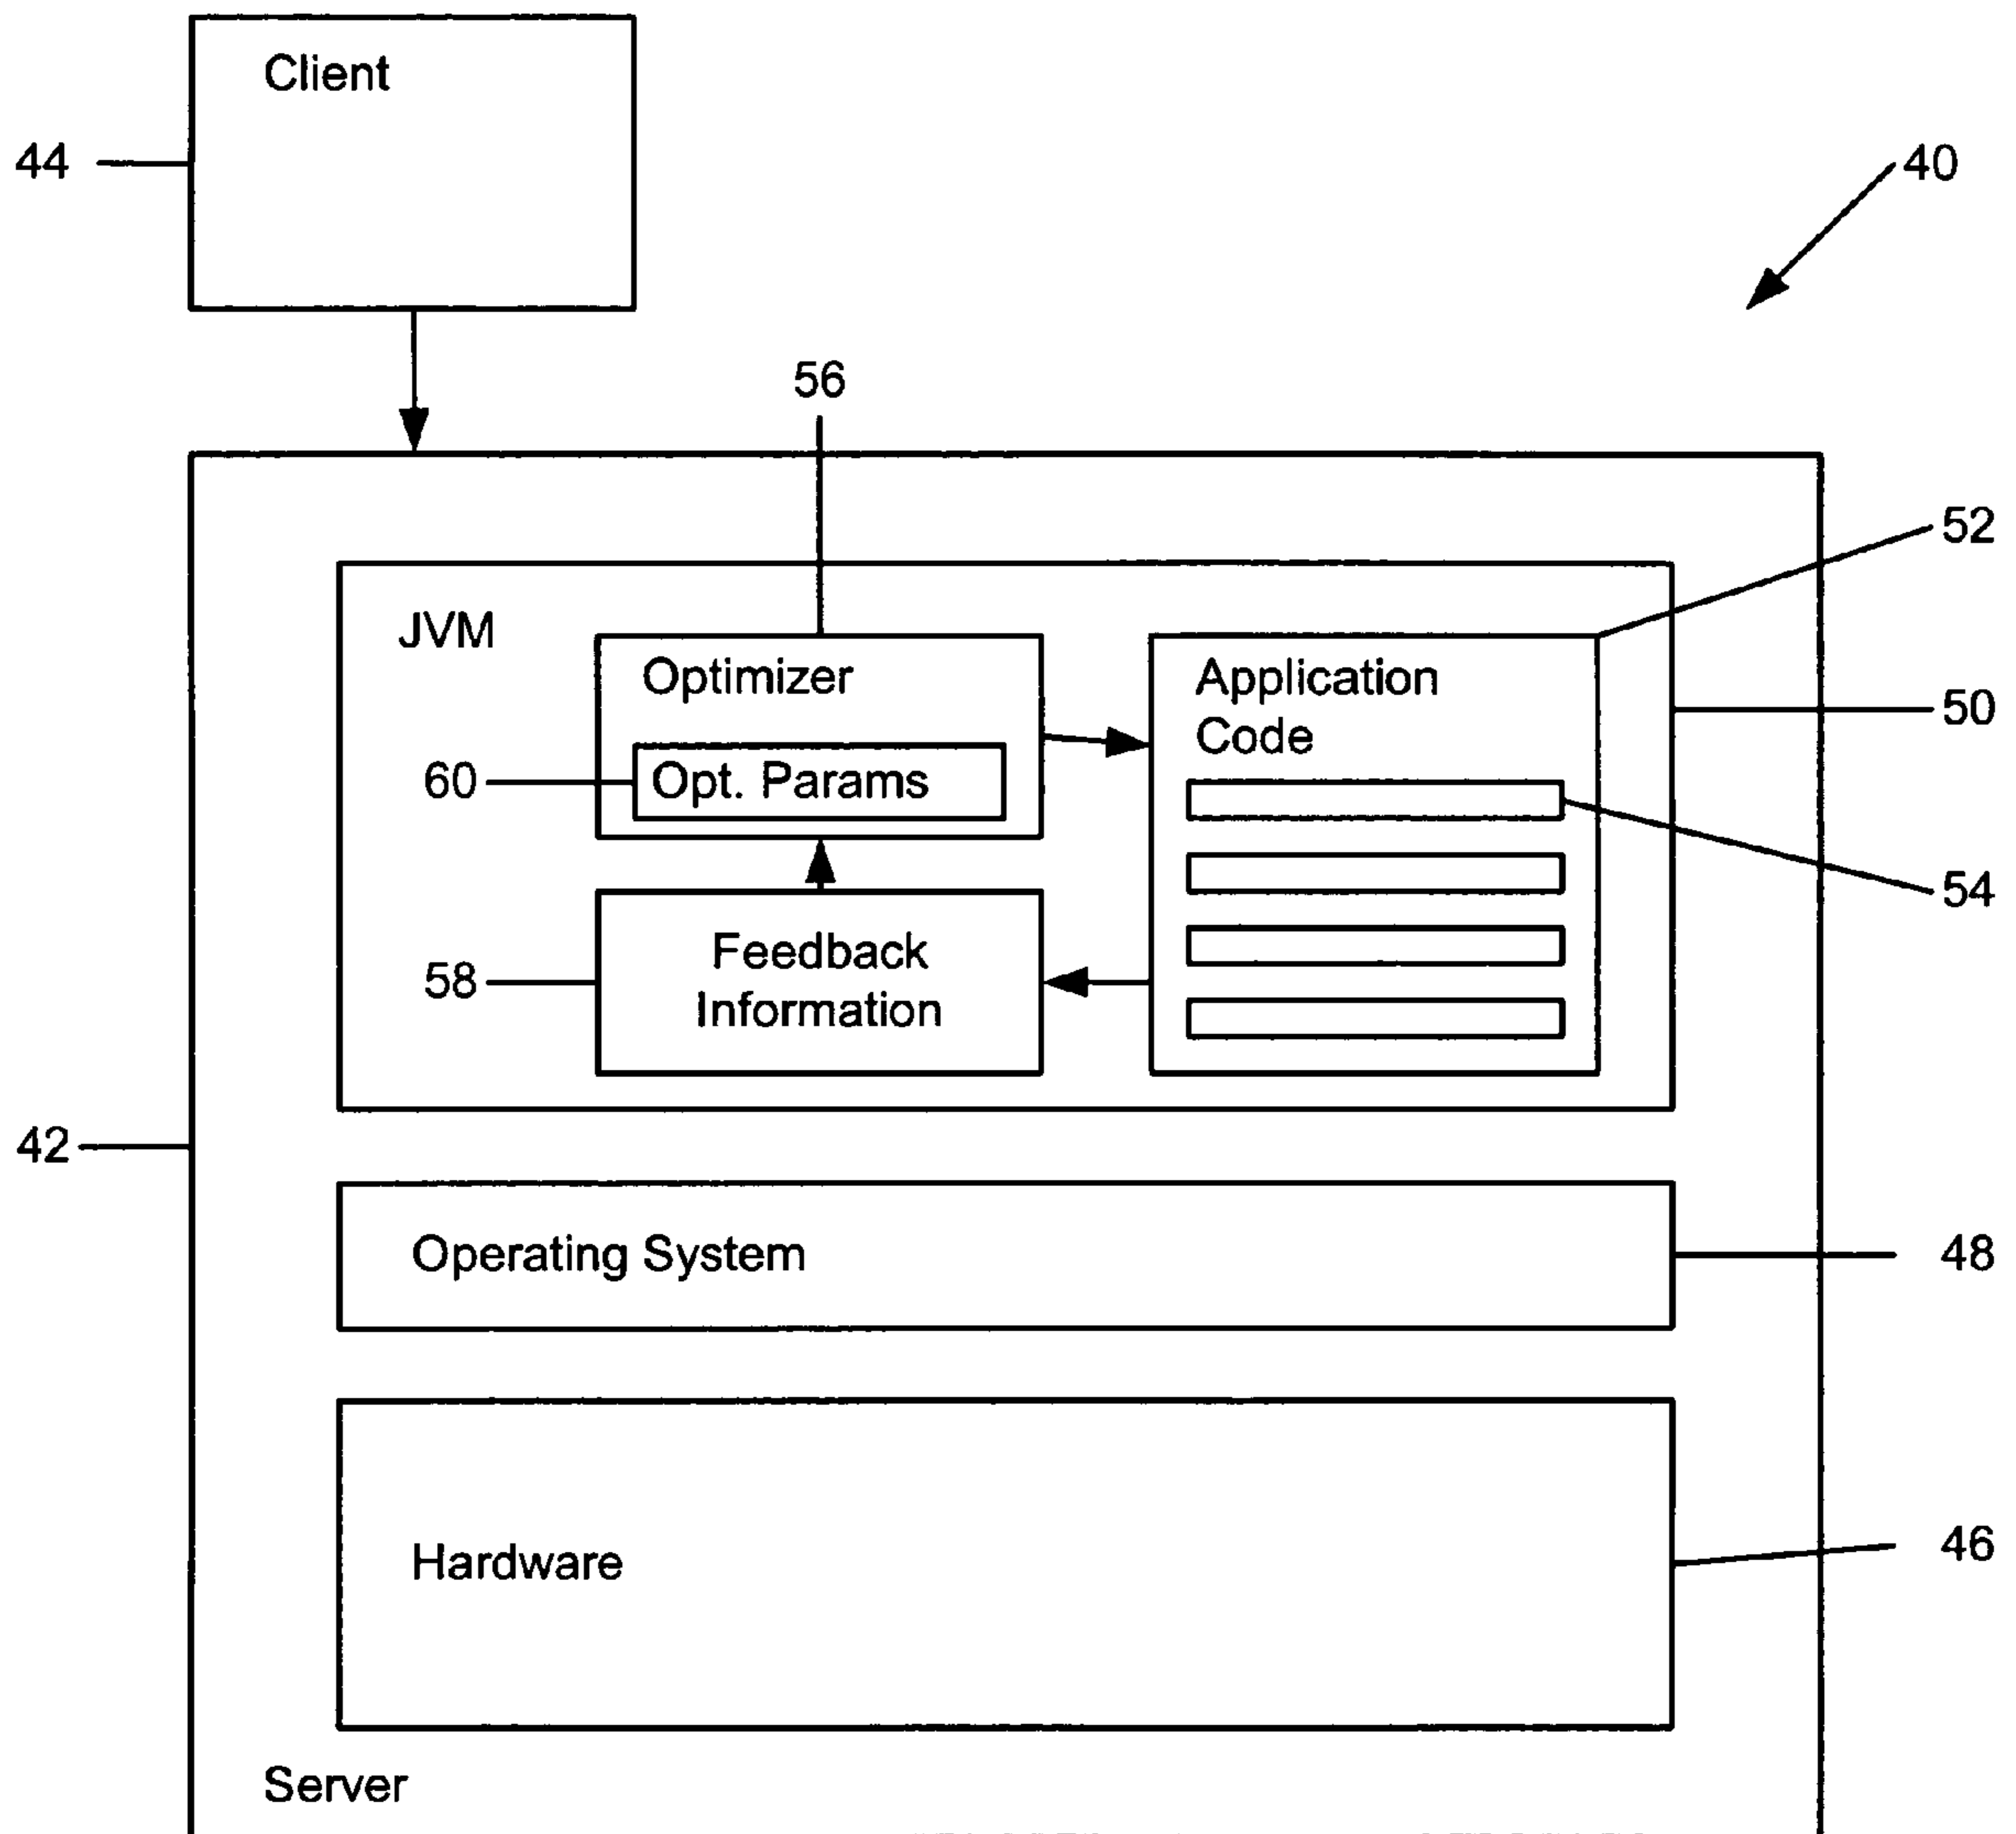 Client
44
40
56
52
JVM
Optimizer
Application
Code
50
60
Opt. Params
54
58
Feedback
Information
42
Operating System
48
Hardware
46
Server